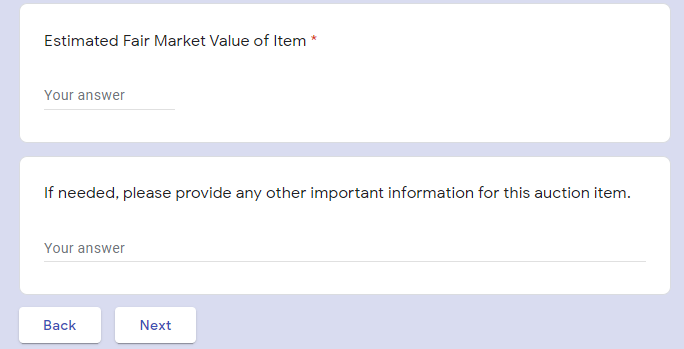 Estimated Fair Market Value of Item *
Your answer
If needed, please provide any other important information for this auction item.
Your answer
Back Next